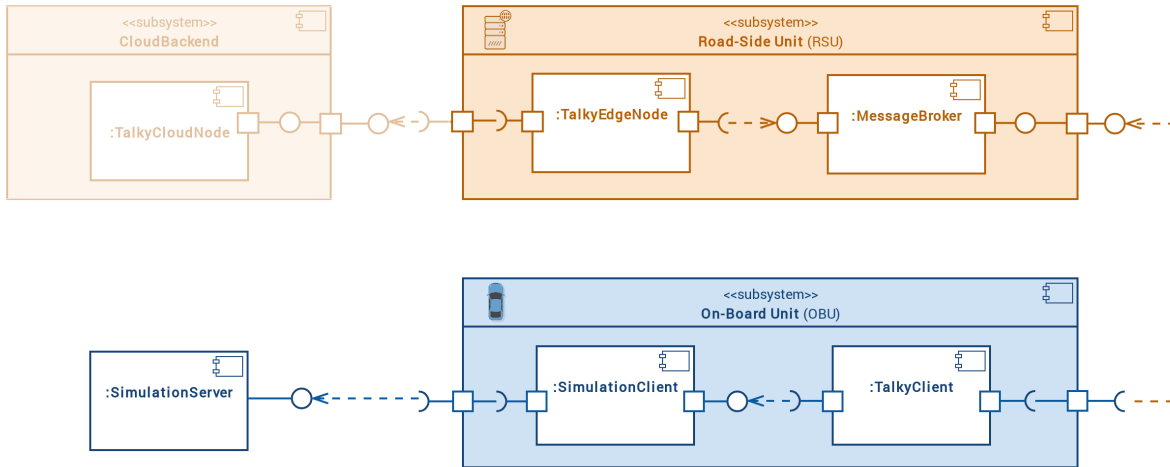 <<subsystem>>
CloudBackend
:TalkyCloudNode
<<subsystem>>
Road-Side Unit (RSU)
:TalkyEdgeNode
:MessageBroker
:SimulationServer
<<subsystem>>
On-Board Unit (OBU)
:SimulationClient
:TalkyClient